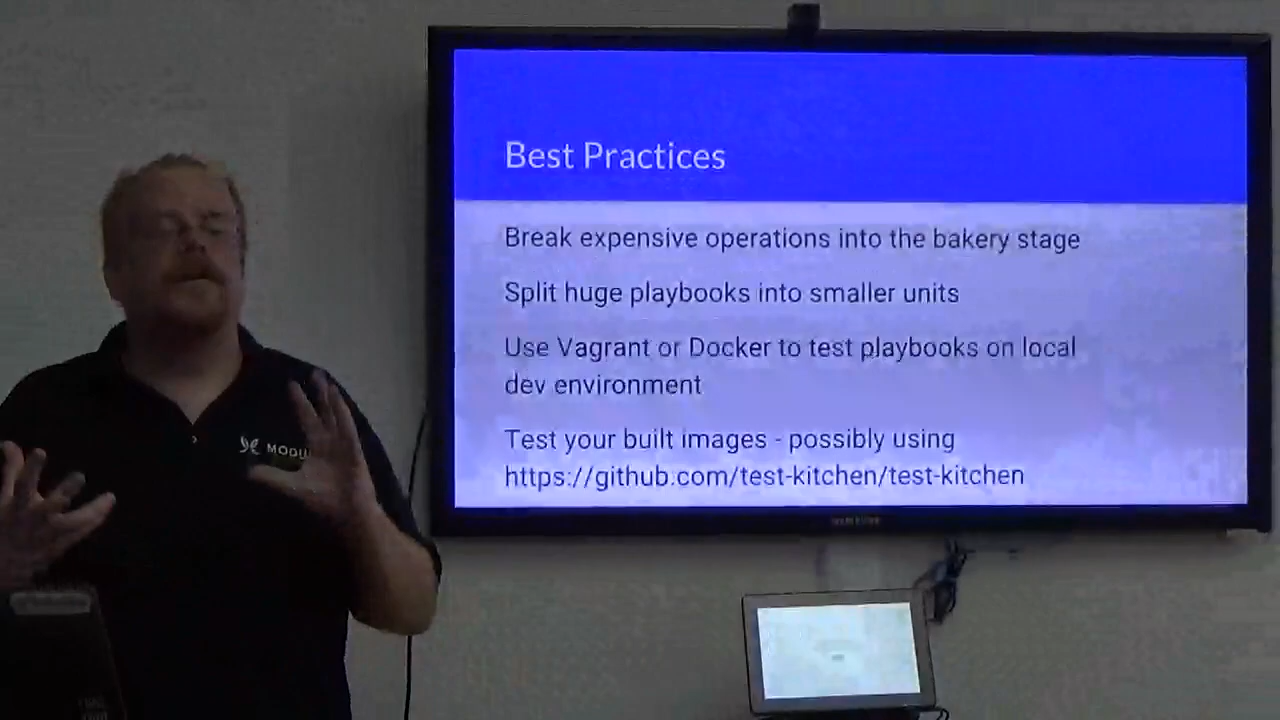 Best Practices
Break expensive operations into the bakery stage
Split huge playbooks into smaller units
Use Vagrant or Docker to test playbooks on local
dev environment
Test your built images - possibly using
https://github.com/test-kitchen/test-kitchen
SAMSUNG